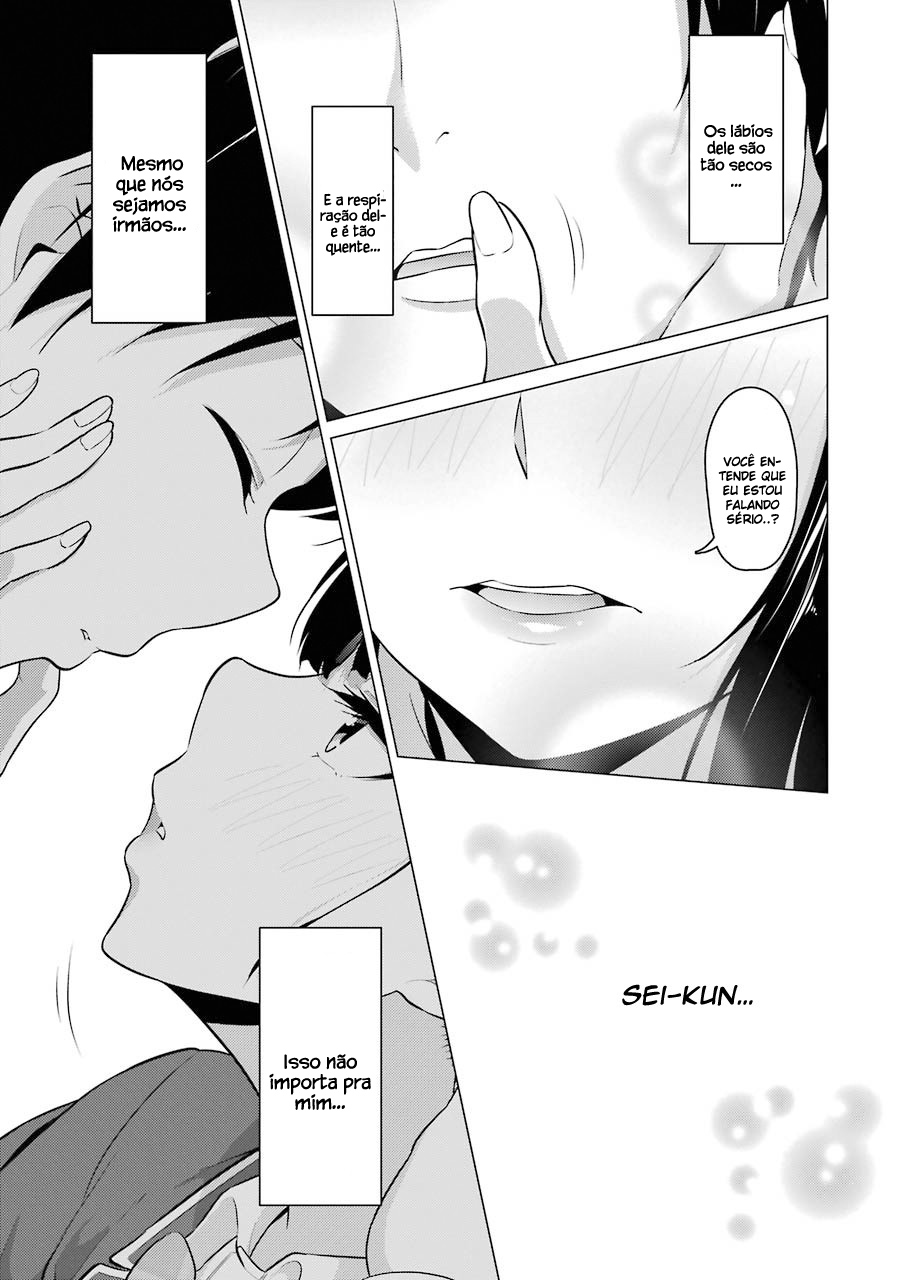 Os lábios
dele são
tão secos
...
E a respi-
ração del-
e é tão
quente...
VOCÊ EN-
TENDE QUE
EU ESTOU
FALANDO
SÉRIO..?
SEI-KUN...
Mesmo
que nós
sejamos
irmãos...
Isso não
importa pra
mim...